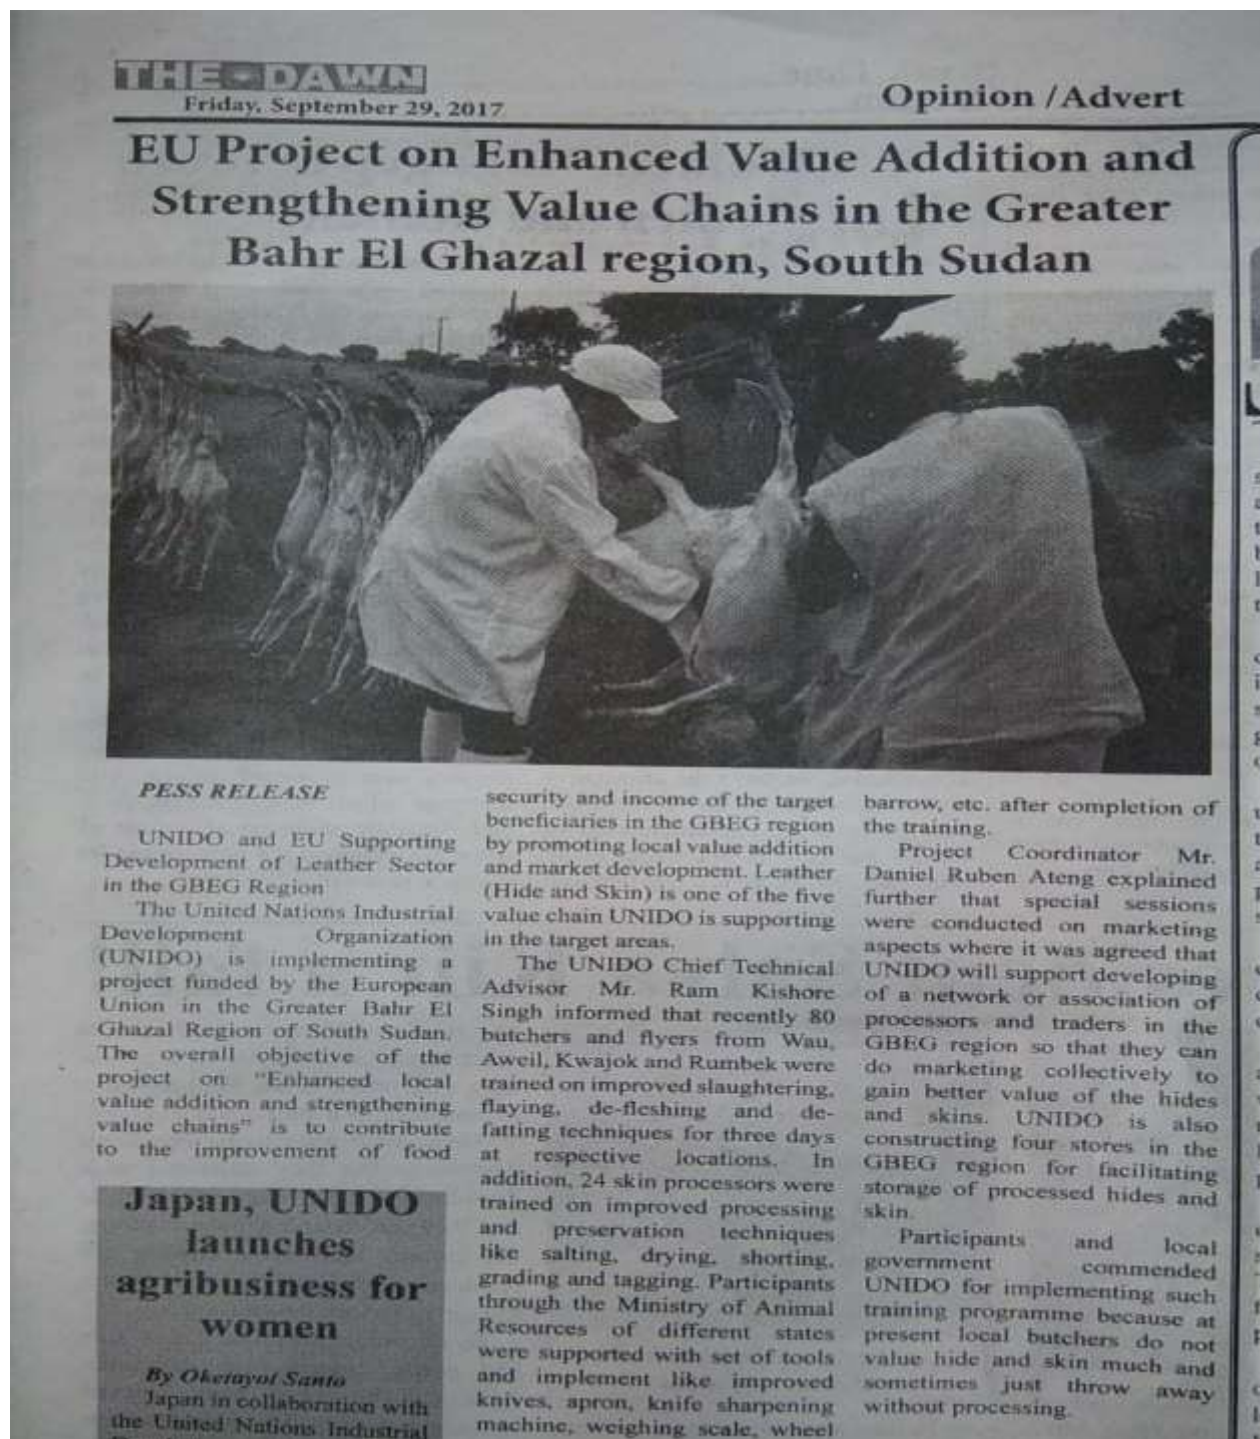 THE DAWN
Friday, September 29, 2017
Opinion /Advert
EU Project on Enhanced Value Addition and
Strengthening Value Chains in the Greater
Bahr El Ghazal region, South Sudan
PESS RELEASE
UNIDO and EU Supporting
Development of Leather Sector
in the GBEG Region
The United Nations Industrial
Development Organization
(UNIDO) is implementing a
project funded by the European
Union in the Greater Bahr El
Ghazal Region of South Sudan.
The overall objective of the
project on "Enhanced local
value addition and strengthening
value chains" is to contribute
to the improvement of food
security and income of the target
beneficiaries in the GBEG region
by promoting local value addition
and market development. Leather
(Hide and Skin) is one of the five
value chain UNIDO is supporting
in the target areas.
The UNIDO Chief Technical
Advisor Mr. Ram Kishore
Singh informed that recently 80
butchers and flyers from Wau,
Aweil, Kwajok and Rumbek were
trained on improved slaughtering,
flaying, de-fleshing and de-
fatting techniques for three days
at respective locations. In
addition, 24 skin processors were
trained on improved processing
and preservation techniques
like salting, drying, shorting,
grading and tagging. Participants
through the Ministry of Animal
Resources of different states
were supported with set of tools
and implement like improved
knives, apron, knife sharpening
machine, weighing scale, wheel
barrow, etc. after completion of
the training.
Project Coordinator Mr.
Daniel Ruben Ateng explained
further that special sessions
were conducted on marketing
aspects where it was agreed that
UNIDO will support developing
of a network or association of
processors and traders in the
GBEG region so that they can
do marketing collectively to
gain better value of the hides
and skins. UNIDO is also
constructing four stores in the
GBEG region for facilitating
storage of processed hides and
skin.
Participants and local
government commended
UNIDO for implementing such
training programme because at
present local butchers do not
value hide and skin much and
sometimes just throw away
without processing.
Japan, UNIDO
launches
agribusiness for
women
By Oketayot Santo
Japan in collaboration with
the United Nations Industrial